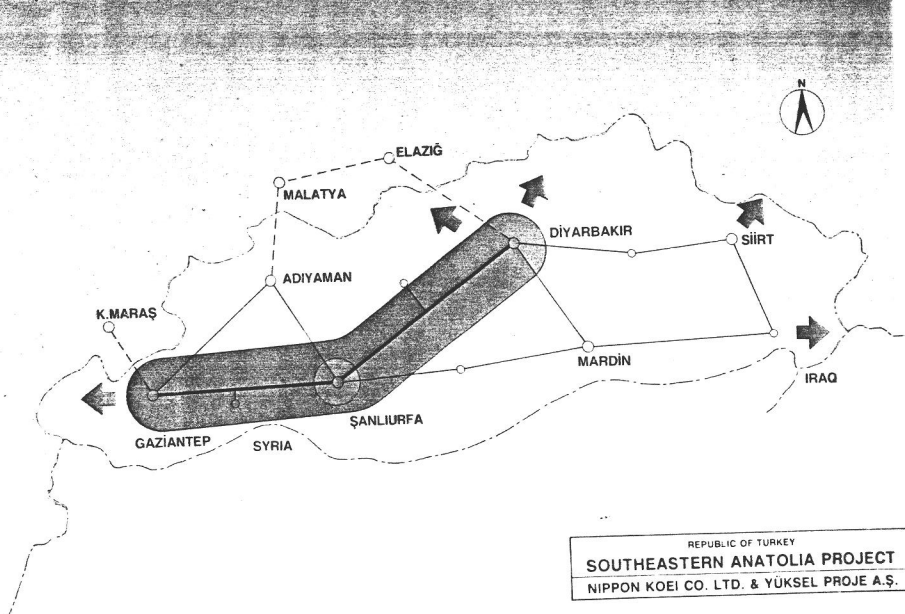 N
ELAZIĞ
MALATYA
DİYARBAKIR
SİİRT
ADIYAMAN
K.MARAŞ
MARDİN
IRAQ
ŞANLIURFA
GAZİANTEP
SYRIA
REPUBLIC OF TURKEY
SOUTHEASTERN ANATOLIA PROJECT
NIPPON KOEI CO. LTD. & YÜKSEL PROJE A.Ş.